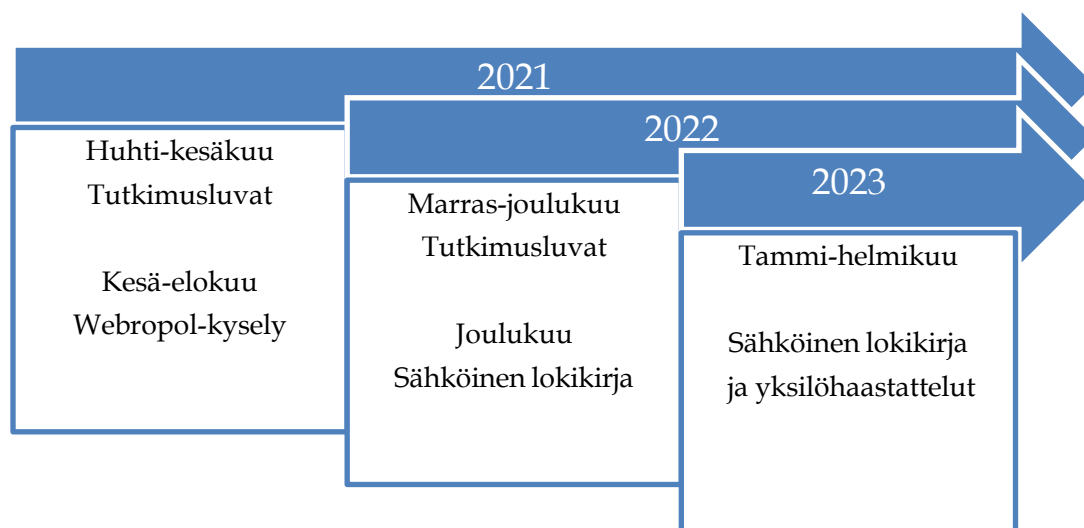 2021
Huhti-kesäkuu
Tutkimusluvat
Kesä-elokuu
Webropol-kysely
2022
Marras-joulukuu
Tutkimusluvat
Joulukuu
Sähköinen lokikirja
2023
Tammi-helmikuu
Sähköinen lokikirja
ja yksilöhaastattelut